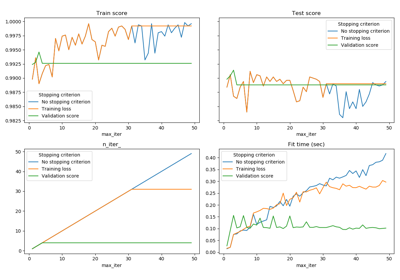 Train score
1.0000
0.9975
0.9950
0.9925
0.9900
0.9875
0.9850
0.9825
Stopping criterion
No stopping criterion
Training loss
Validation score
0 10 20 30 40 50
max_iter
Test score
Stopping criterion
No stopping criterion
Training loss
Validation score
0 10 20 30 40 50
max_iter
n_iter_
50
40
30
20
10
0
Stopping criterion
No stopping criterion
Training loss
Validation score
0 10 20 30 40 50
max_iter
Fit time (sec)
0.40
0.35
0.30
0.25
0.20
0.15
0.10
0.05
0.00
Stopping criterion
No stopping criterion
Training loss
Validation score
0 10 20 30 40 50
max_iter